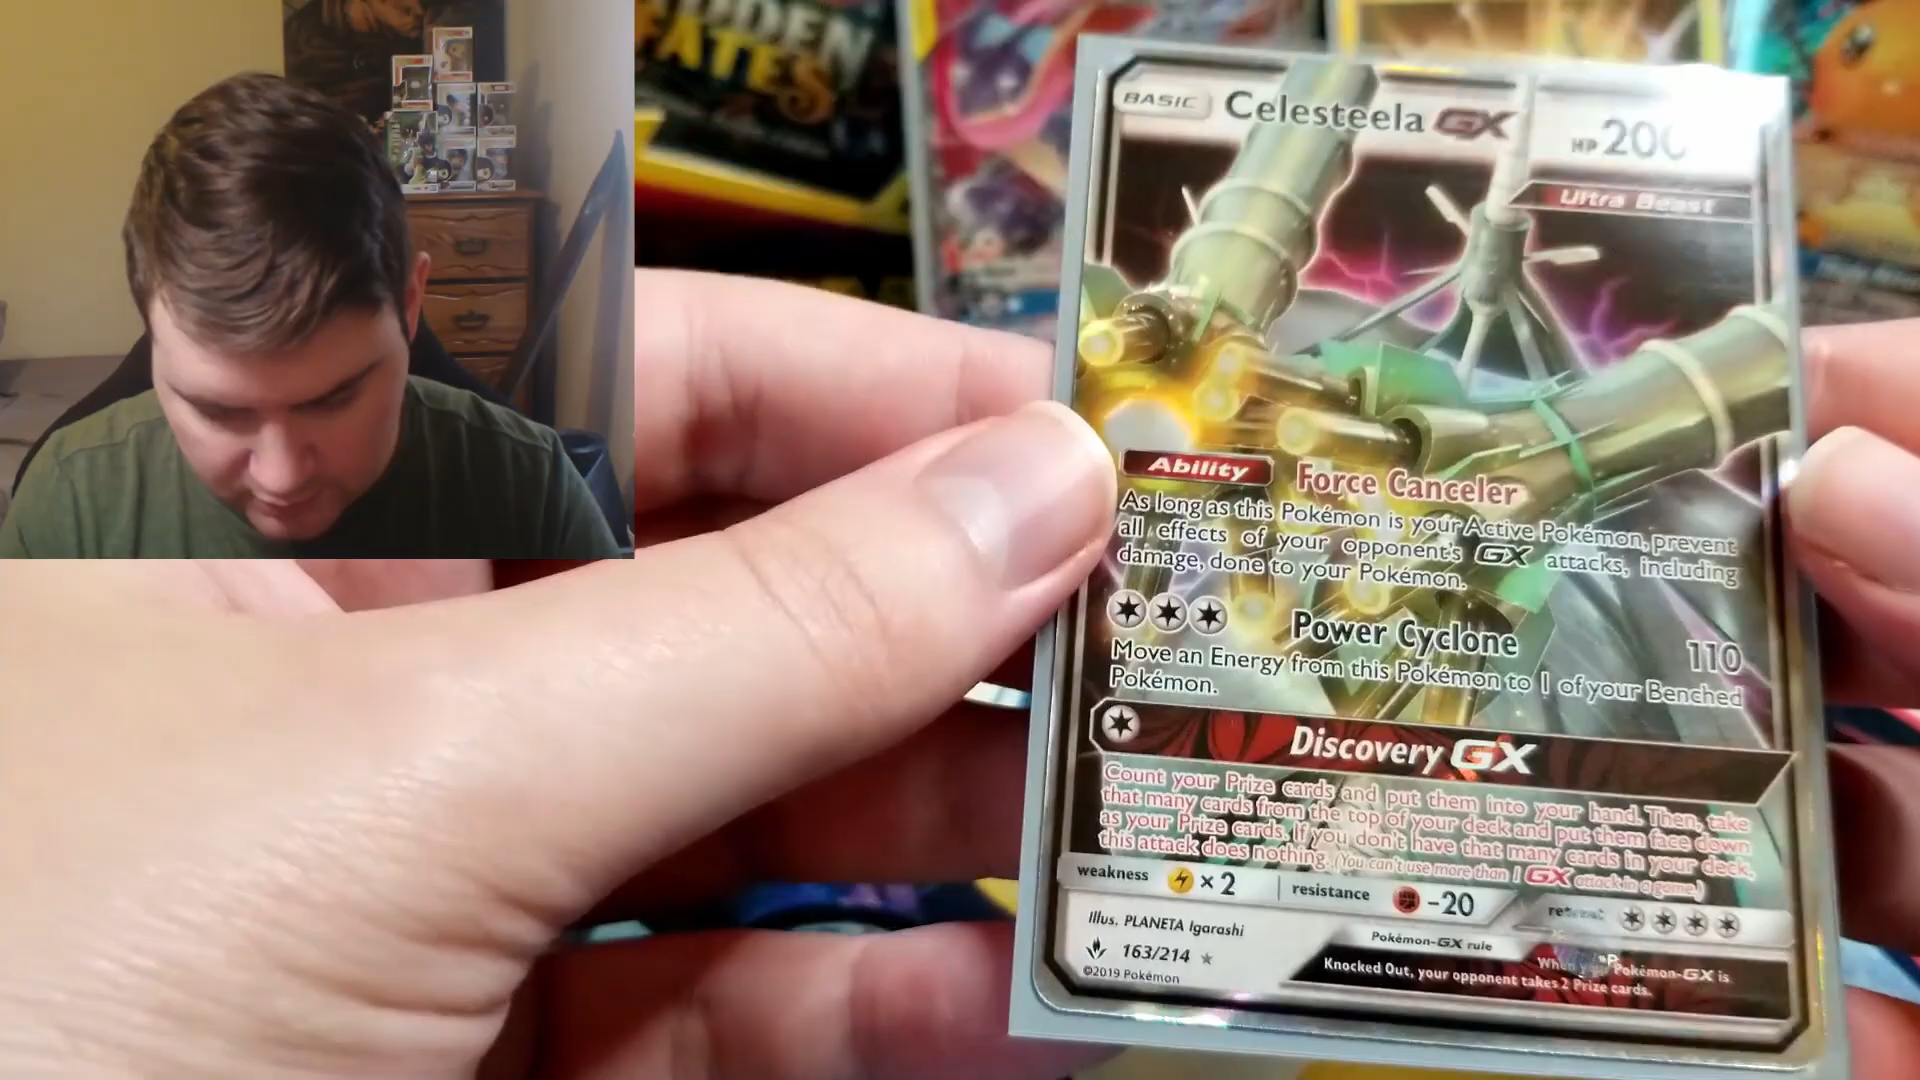 HIDDEN
FATES
BASIC Celesteela GX HP 200
Ultra Beast
Ability Force Canceler
As long as this Pokémon is your Active Pokémon, prevent
all effects of your opponent's GX attacks, including
damage, done to your Pokémon.
Power Cyclone 110
Move an Energy from this Pokémon to 1 of your Benched
Pokémon.
Discovery GX
Count your Prize cards and put them into your hand. Then, take
that many cards from the top of your deck and put them face down
as your Prize cards. If you don't have that many cards in your deck,
this attack does nothing. (You can't use more than 1 GX attack in a game.)
weakness ×2 resistance -20 retreat
Illus. PLANETA Igarashi
Pokémon-GX rule
163/214
When your Pokémon-GX is
Knocked Out, your opponent takes 2 Prize cards.
©2019 Pokémon